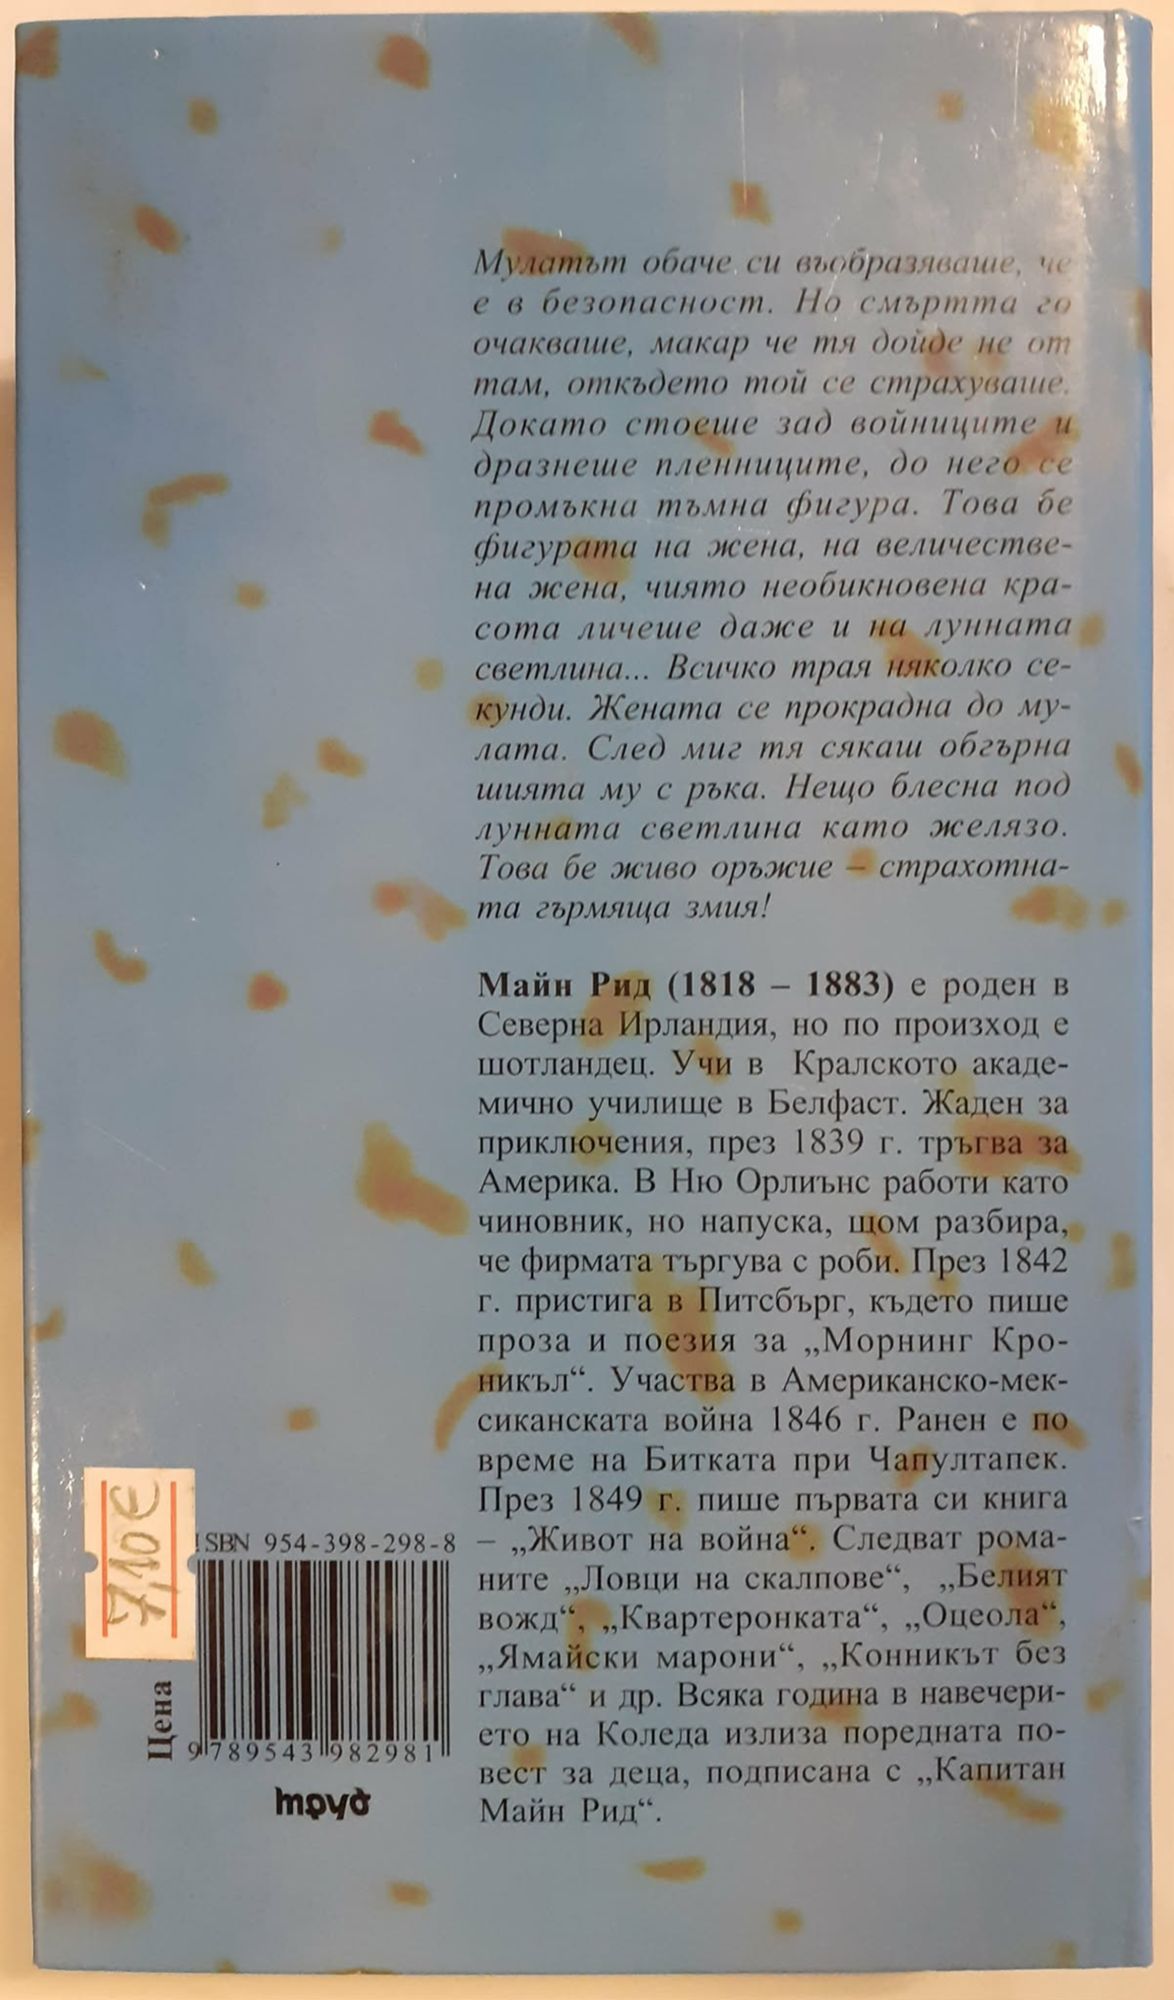 Мулатът обаче си въобразяваше, че
е в безопасност. Но смъртта го
очакваше, макар че тя дойде не от
там, откъдето той се страхуваше.
Докато стоеше зад войниците и
дразнеше пленниците, до него се
промъкна тъмна фигура. Това бе
фигурата на жена, на величестве-
на жена, чиято необикновена кра-
сота личеше даже и на лунната
светлина... Всичко трая няколко се-
кунди. Жената се прокрадна до му-
лата. След миг тя сякаш обгърна
шията му с ръка. Нещо блесна под
лунната светлина като желязо.
Това бе живо оръжие – страхотна-
та гърмяща змия!
Майн Рид (1818 – 1883) е роден в
Северна Ирландия, но по произход е
шотландец. Учи в Кралското акаде-
мично училище в Белфаст. Жаден за
приключения, през 1839 г. тръгва за
Америка. В Ню Орлиънс работи като
чиновник, но напуска, щом разбира,
че фирмата търгува с роби. През 1842
г. пристига в Питсбърг, където пише
проза и поезия за „Морнинг Кро-
никъл“. Участва в Американско-мек-
сиканската война 1846 г. Ранен е по
време на Битката при Чапултапек.
През 1849 г. пише първата си книга
– „Живот на война“. Следват рома-
ните „Ловци на скалпове“, „Белият
вожд“, „Квартеронката“, „Оцеола“,
„Ямайски марони“, „Конникът без
глава“ и др. Всяка година в навечери-
ето на Коледа излиза поредната по-
вест за деца, подписана с „Капитан
Майн Рид“.
7,10€
Цена
ISBN 954-398-298-8
9789543982981
труд